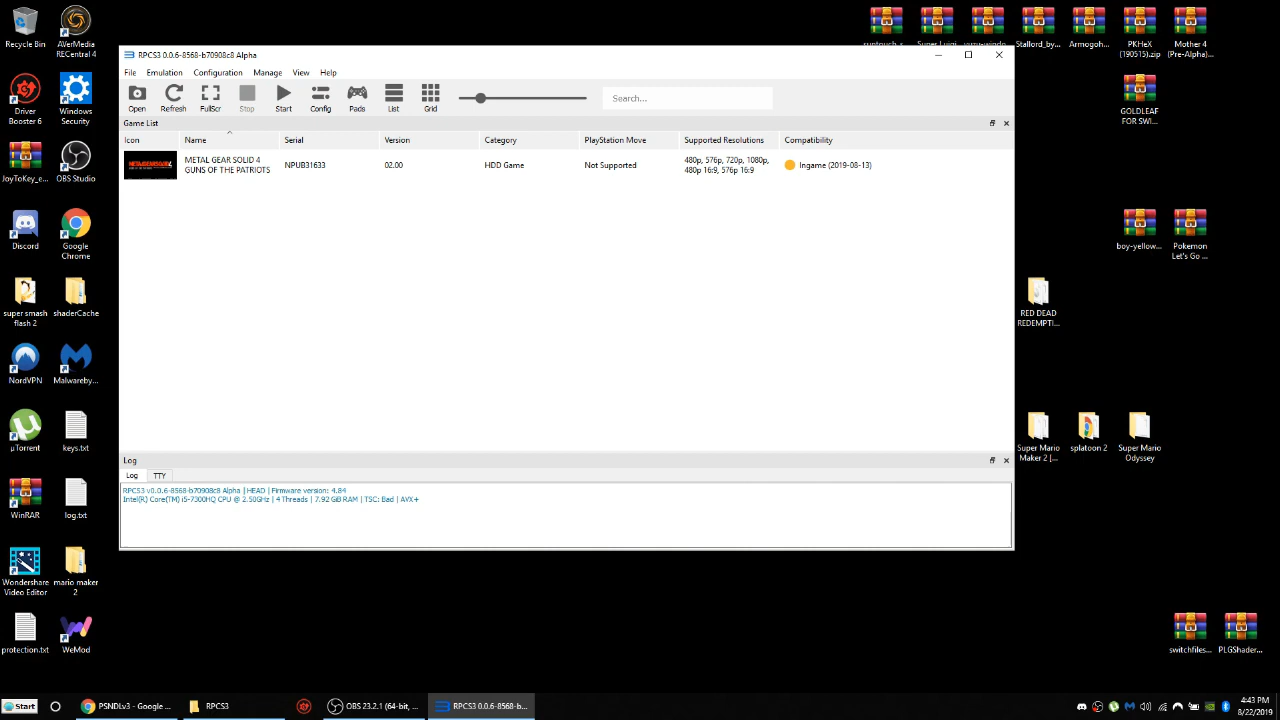 Recycle Bin
AVerMedia
RECentral 4
Super Luigi
Stallord_by...
Armogoh...
PKHeX
(190515).zip
Mother 4
(Pre-Alpha)...
RPCS3 0.0.6-8568-b70908c8 Alpha
File Emulation Configuration Manage View Help
Open Refresh FullScr Stop Start Config Pads List Grid
Search...
Driver
Booster 6
Windows
Security
GOLDLEAF
FOR SWI...
Game List
Icon Name Serial Version Category PlayStation Move Supported Resolutions Compatibility
METAL GEAR SOLID 4
GUNS OF THE PATRIOTS
NPUB31633
02.00
HDD Game
Not Supported
480p, 576p, 720p, 1080p,
480p 16:9, 576p 16:9
Ingame (2019-08-13)
JoyToKey_e...
OBS Studio
Discord
Google
Chrome
boy-yellow...
Pokemon
Let's Go ...
super smash
flash 2
shaderCache
RED DEAD
REDEMPTI...
NordVPN
Malwareby...
µTorrent
keys.txt
Super Mario
Maker 2 [...
splatoon 2
Super Mario
Odyssey
Log
Log TTY
RPCS3 v0.0.6-8568-b70908c8 Alpha | HEAD | Firmware version: 4.84
Intel(R) Core(TM) i5-7300HQ CPU @ 2.50GHz | 4 Threads | 7.92 GiB RAM | TSC: Bad | AVX+
WinRAR
log.txt
Wondershare
Video Editor
mario maker
2
protection.txt
WeMod
switchfiles...
PLGShader...
Start
PSNDLv3 - Google ...
RPCS3
OBS 23.2.1 (64-bit, ...
RPCS3 0.0.6-8568-b...
4:43 PM
8/22/2019